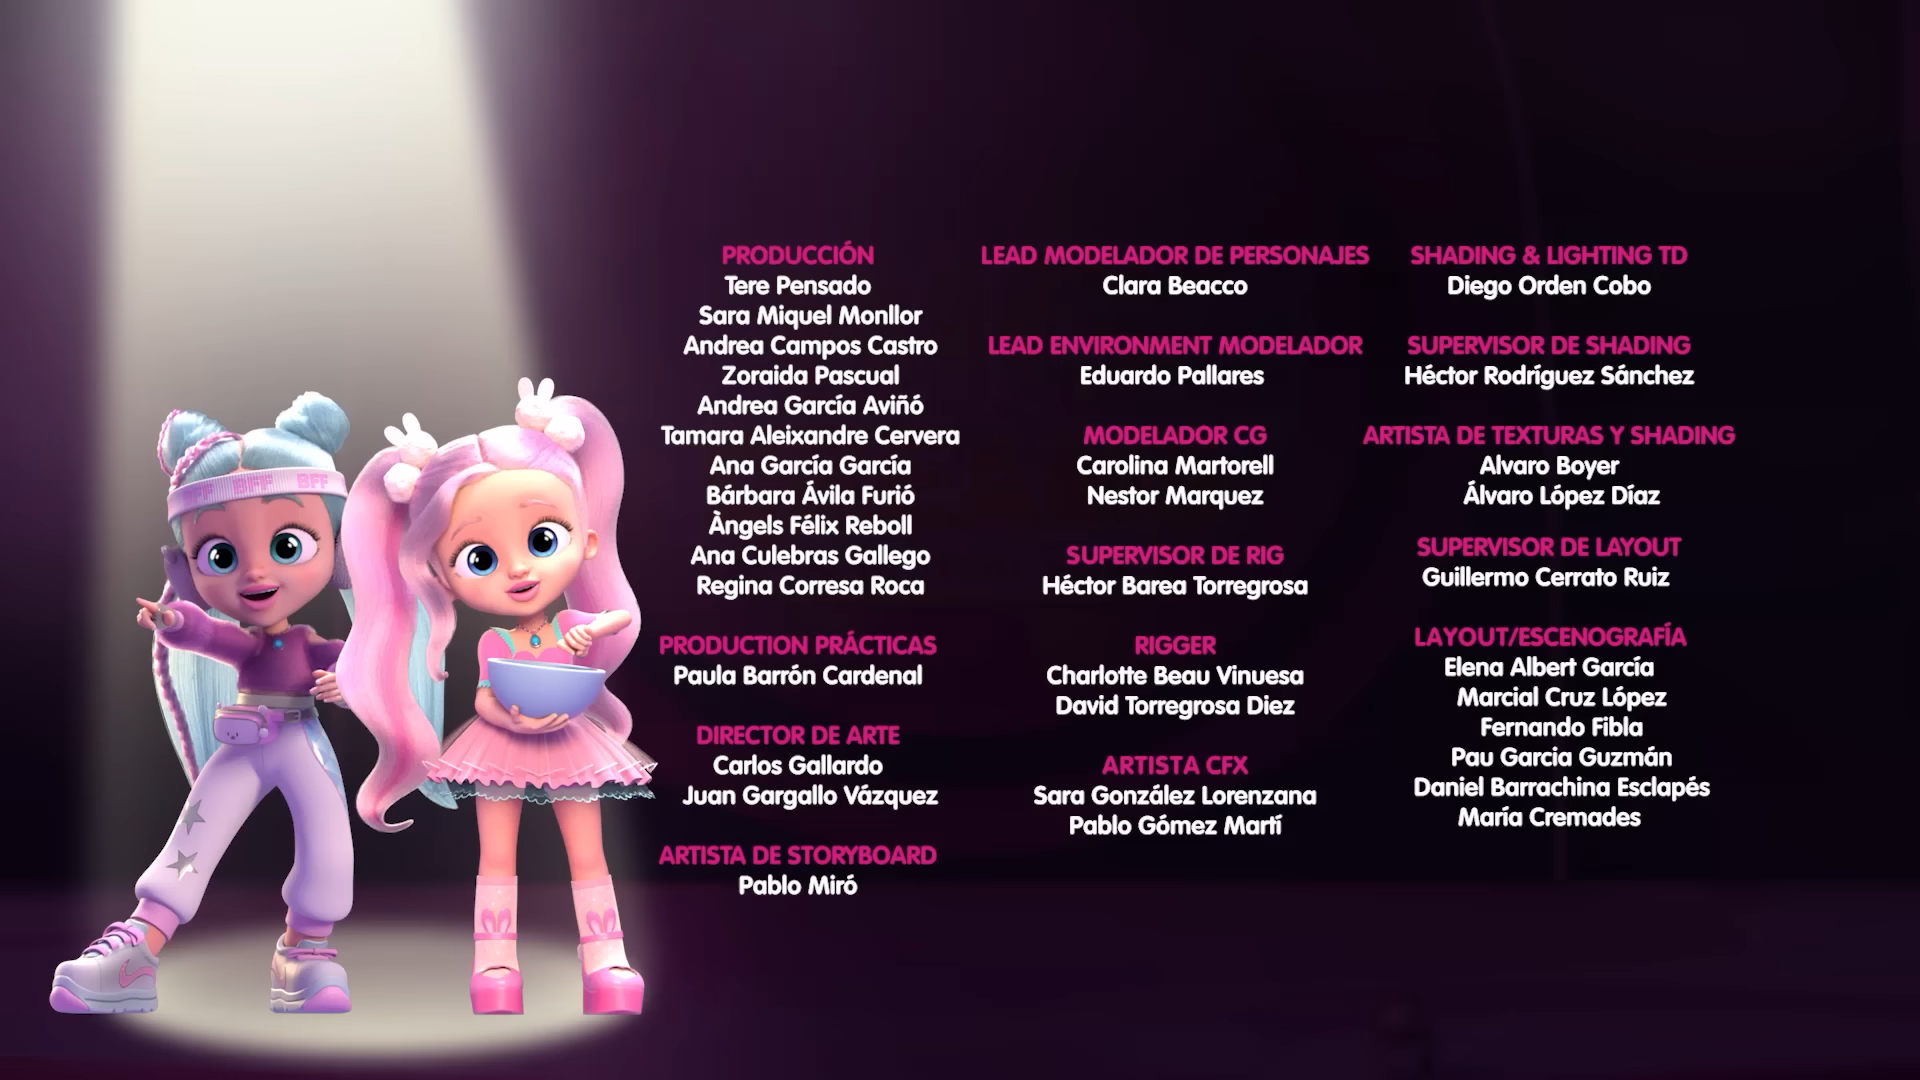 PRODUCCIÓN
Tere Pensado
Sara Miquel Monllor
Andrea Campos Castro
Zoraida Pascual
Andrea García Aviñó
Tamara Aleixandre Cervera
Ana García García
Bárbara Ávila Furió
Àngels Félix Reboll
Ana Culebras Gallego
Regina Corresa Roca
PRODUCTION PRÁCTICAS
Paula Barrón Cardenal
DIRECTOR DE ARTE
Carlos Gallardo
Juan Gargallo Vázquez
ARTISTA DE STORYBOARD
Pablo Miró
LEAD MODELADOR DE PERSONAJES
Clara Beacco
LEAD ENVIRONMENT MODELADOR
Eduardo Pallares
MODELADOR CG
Carolina Martorell
Nestor Marquez
SUPERVISOR DE RIG
Héctor Barea Torregrosa
RIGGER
Charlotte Beau Vinuesa
David Torregrosa Diez
ARTISTA CFX
Sara González Lorenzana
Pablo Gómez Martí
SHADING & LIGHTING TD
Diego Orden Cobo
SUPERVISOR DE SHADING
Héctor Rodríguez Sánchez
ARTISTA DE TEXTURAS Y SHADING
Alvaro Boyer
Álvaro López Díaz
SUPERVISOR DE LAYOUT
Guillermo Cerrato Ruiz
LAYOUT/ESCENOGRAFÍA
Elena Albert García
Marcial Cruz López
Fernando Fibla
Pau Garcia Guzmán
Daniel Barrachina Esclapés
María Cremades
BFF BFF BFF